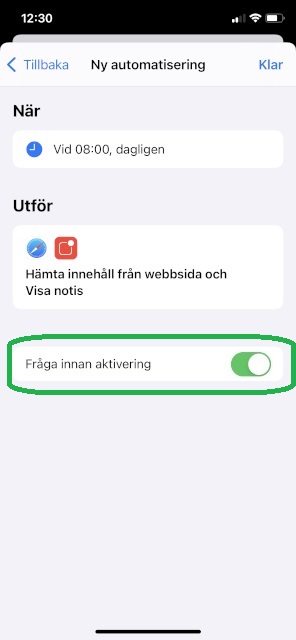 12:30
Tillbaka Ny automatisering Klar
När
Vid 08:00, dagligen
Utför
Hämta innehåll från webbsida och
Visa notis
Fråga innan aktivering